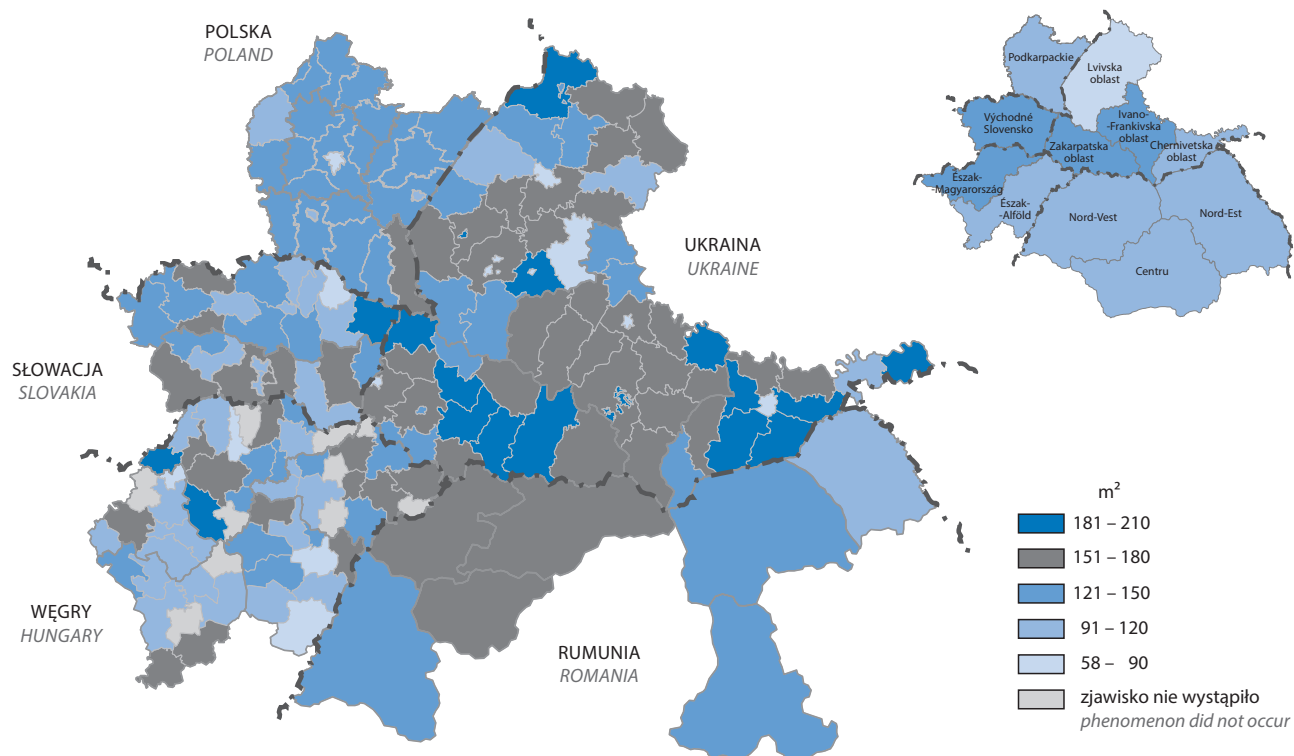 POLSKA
POLAND
UKRAINA
UKRAINE
SŁOWACJA
SLOVAKIA
WĘGRY
HUNGARY
RUMUNIA
ROMANIA
Podkarpackie
Lvivska
oblast
Východné
Slovensko
Ivano-
-Frankivska
oblast
Zakarpatska
oblast
Chernivetska
oblast
Észak-
-Magyarország
Észak-
-Alföld
Nord-Vest
Nord-Est
Centru
m²
181 – 210
151 – 180
121 – 150
91 – 120
58 – 90
zjawisko nie wystąpiło
phenomenon did not occur